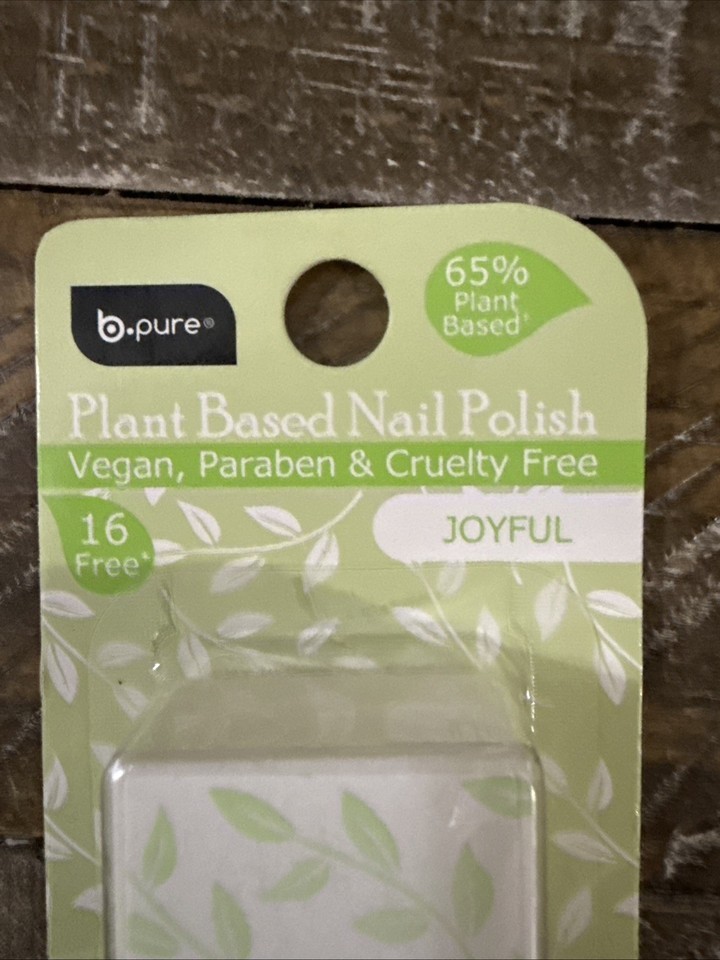 b.pure®
65%
Plant
Based†
Plant Based Nail Polish
Vegan, Paraben & Cruelty Free
16
Free*
JOYFUL